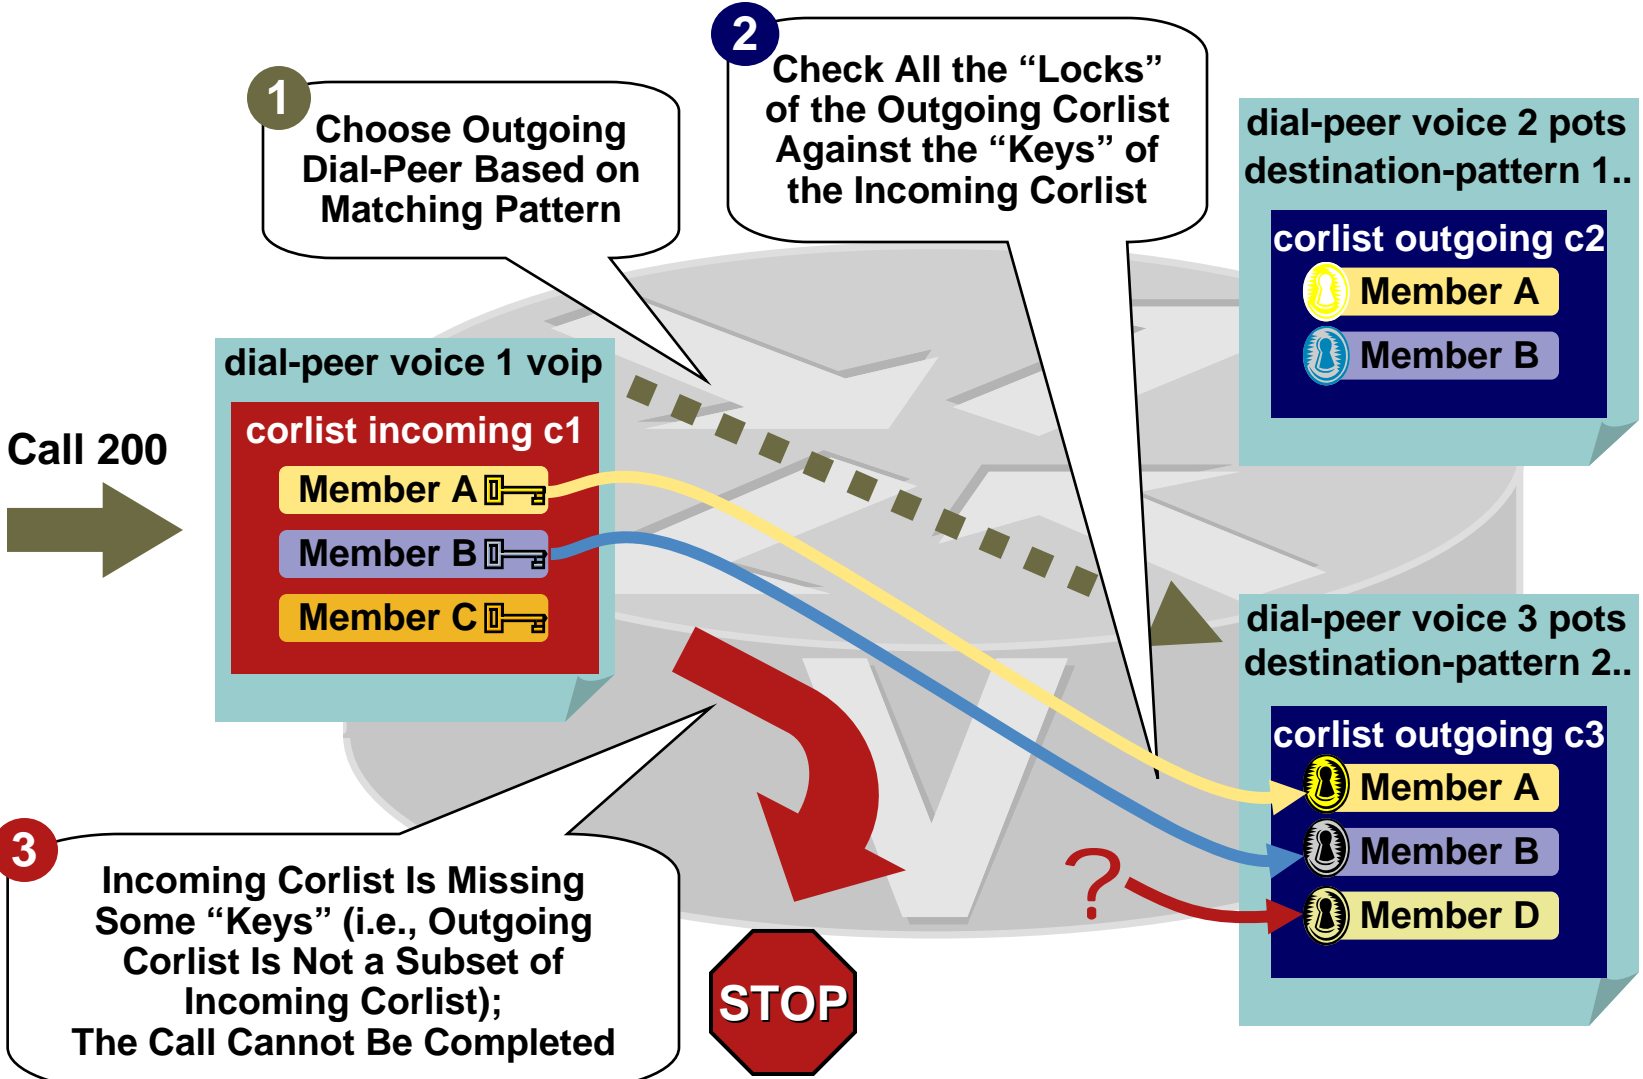 1
Choose Outgoing
Dial-Peer Based on
Matching Pattern
2
Check All the “Locks”
of the Outgoing Corlist
Against the “Keys” of
the Incoming Corlist
dial-peer voice 2 pots
destination-pattern 1..
corlist outgoing c2
Member A
Member B
Call 200
dial-peer voice 1 voip
corlist incoming c1
Member A
Member B
Member C
dial-peer voice 3 pots
destination-pattern 2..
corlist outgoing c3
Member A
Member B
Member D
?
3
Incoming Corlist Is Missing
Some “Keys” (i.e., Outgoing
Corlist Is Not a Subset of
Incoming Corlist);
The Call Cannot Be Completed
STOP
V